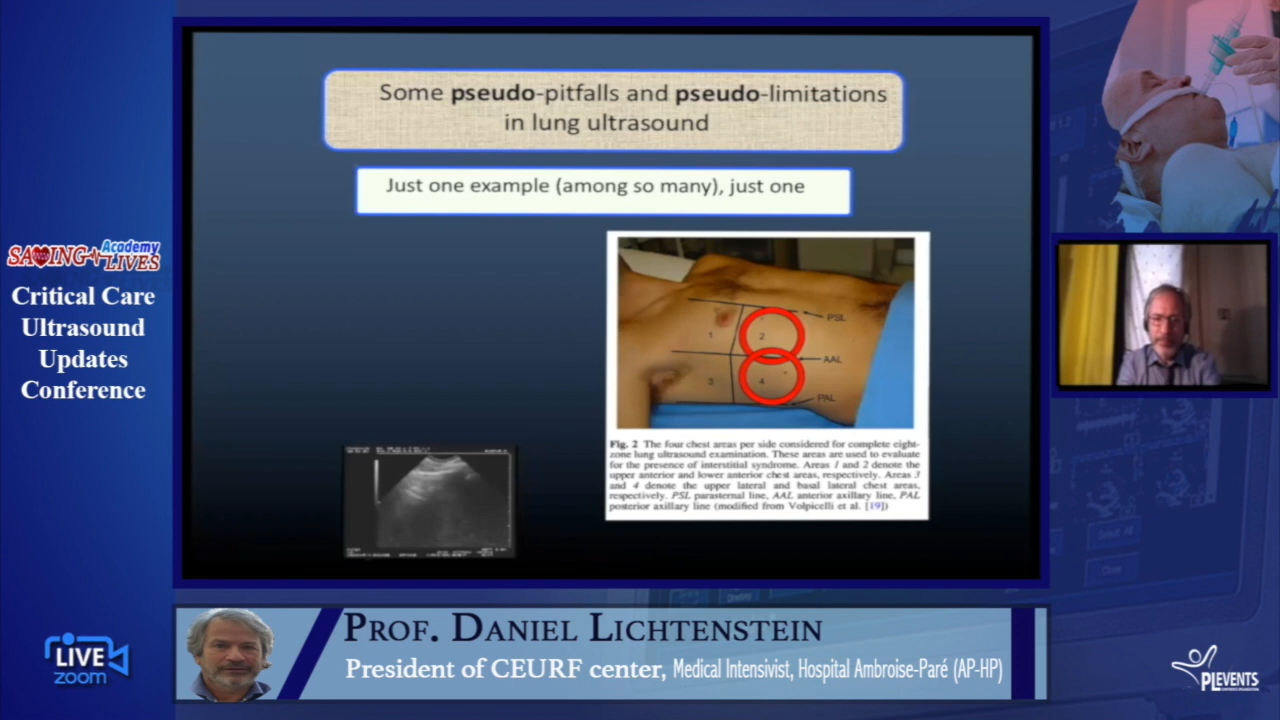 Some pseudo-pitfalls and pseudo-limitations
in lung ultrasound
Just one example (among so many), just one
PSL
1
2
AAL
3
4
PAL
Fig. 2 The four chest areas per side considered for complete eight-
zone lung ultrasound examination. These areas are used to evaluate
for the presence of interstitial syndrome. Areas 1 and 2 denote the
upper anterior and lower anterior chest areas, respectively. Areas 3
and 4 denote the upper lateral and basal lateral chest areas,
respectively. PSL parasternal line, AAL anterior axillary line, PAL
posterior axillary line (modified from Volpicelli et al. [19])
SAVING LIVES
Academy
Critical Care
Ultrasound
Updates
Conference
LIVE
zoom
PROF. DANIEL LICHTENSTEIN
President of CEURF center, Medical Intensivist, Hospital Ambroise-Paré (AP-HP)
PLEVENTS
Select All
Close